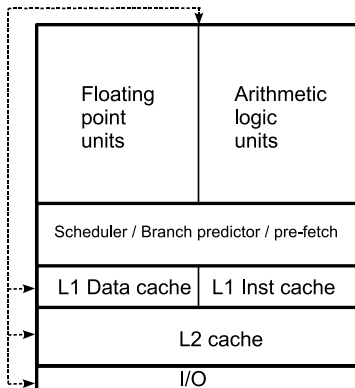 Floating
point
units
Arithmetic
logic
units
Scheduler / Branch predictor / pre-fetch
L1 Data cache
L1 Inst cache
L2 cache
I/O